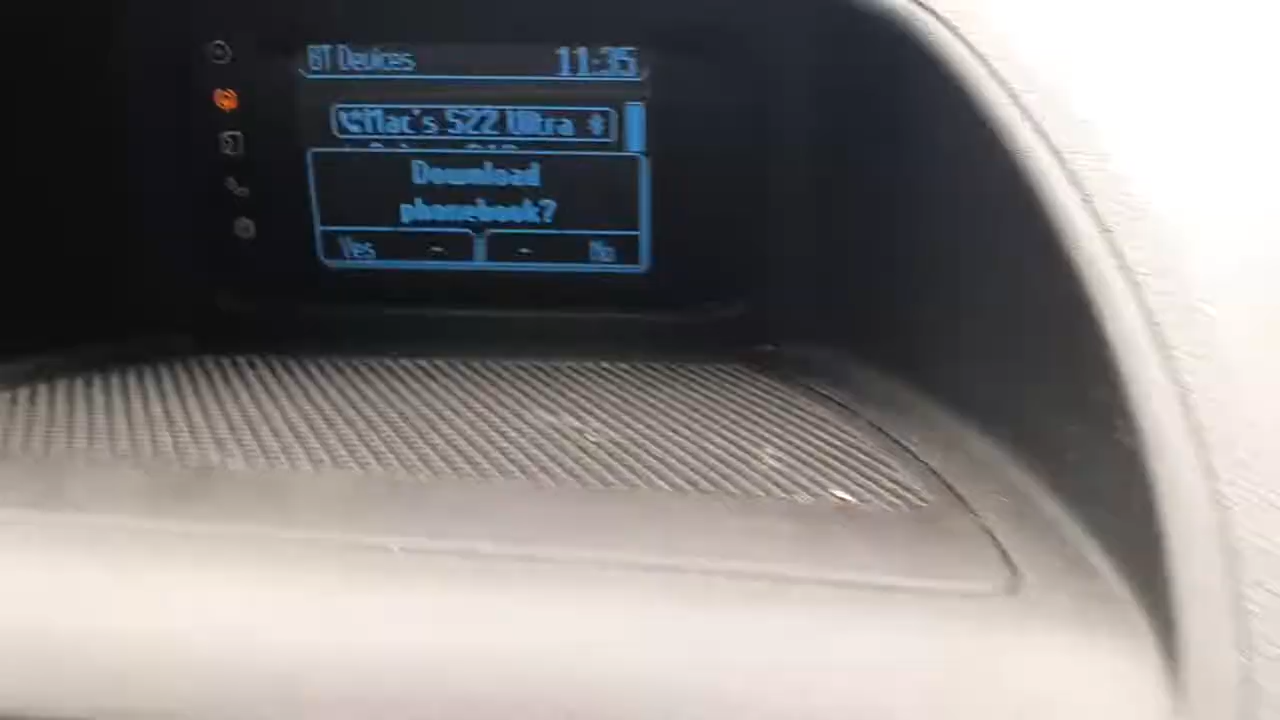 BT Devices 11:35
Mac's S22 Ultra
Download
phonebook?
Yes No